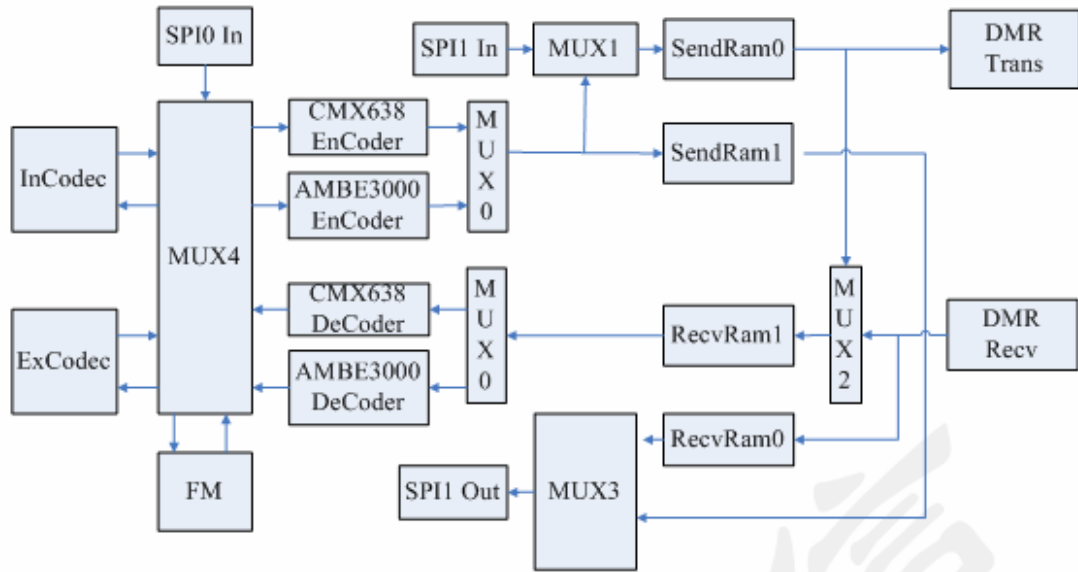 SPI0 In
InCodec
ExCodec
MUX4
FM
CMX638
EnCoder
AMBE3000
EnCoder
CMX638
DeCoder
AMBE3000
DeCoder
M
U
X
0
M
U
X
0
SPI1 In
MUX1
SendRam0
DMR
Trans
SendRam1
M
U
X
2
DMR
Recv
RecvRam1
RecvRam0
MUX3
SPI1 Out